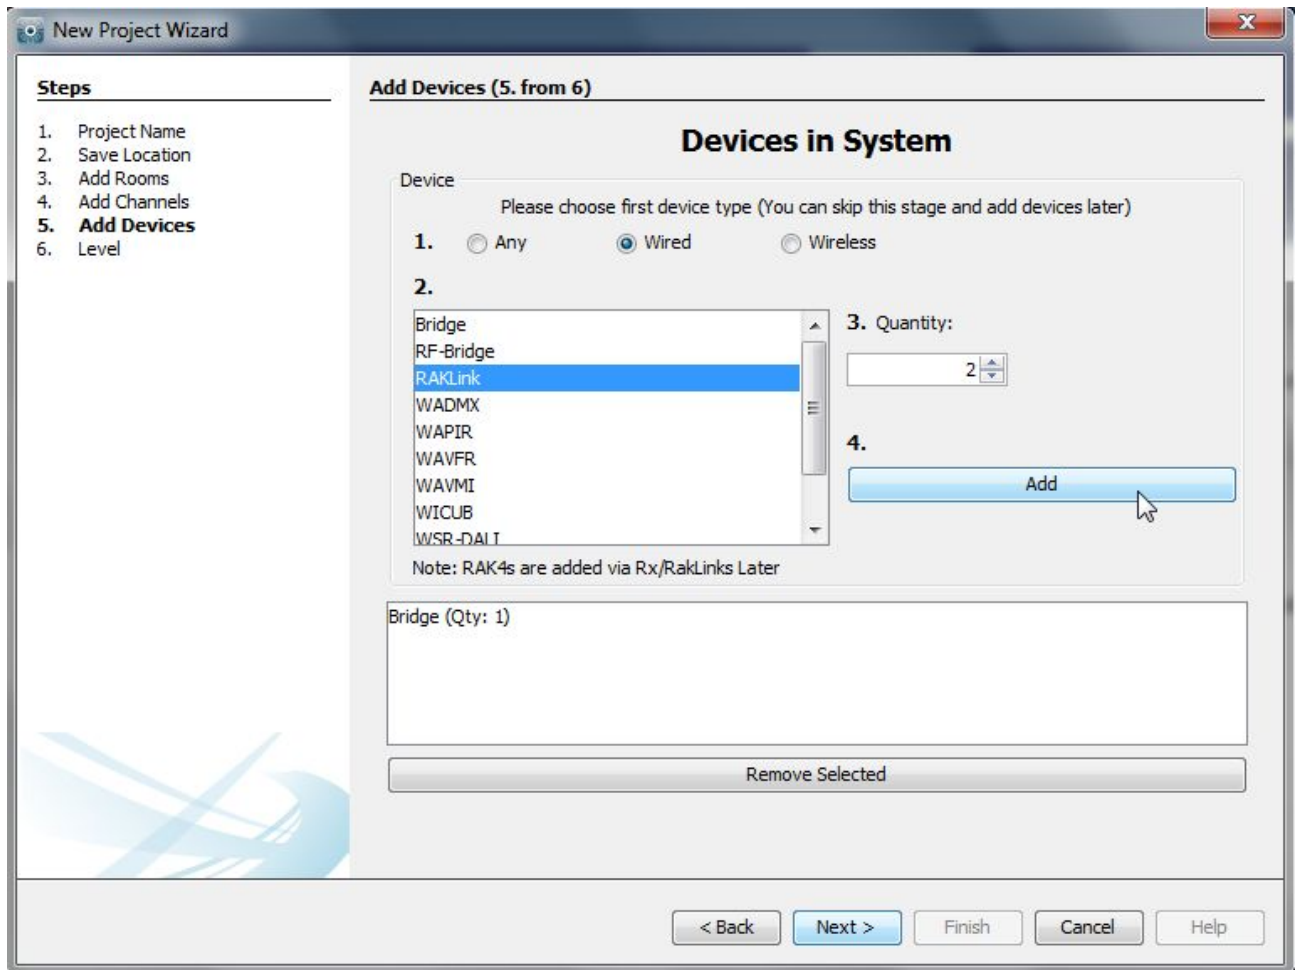 New Project Wizard
Steps
1. Project Name
2. Save Location
3. Add Rooms
4. Add Channels
5. Add Devices
6. Level
Add Devices (5. from 6)
Devices in System
Device
Please choose first device type (You can skip this stage and add devices later)
1. Any Wired Wireless
2.
Bridge
RF-Bridge
RAKLink
WADMX
WAPIR
WAVFR
WAVMI
WICUB
WSR-DALI
3. Quantity:
2
4.
Add
Note: RAK4s are added via Rx/RakLinks Later
Bridge (Qty: 1)
Remove Selected
< Back Next > Finish Cancel Help